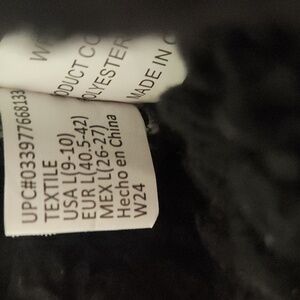 UPC#033977668133
TEXTILE
USA L(9-10)
EUR L(40.5-42)
MEX L(26-27)
Hecho en China
W24
MADE IN